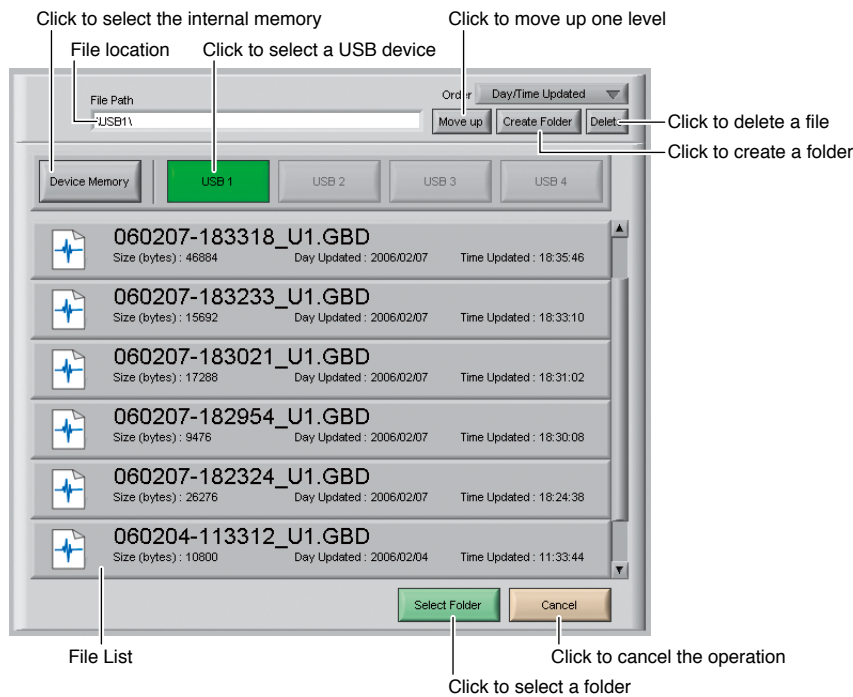 Click to select the internal memory
Click to move up one level
File location
Click to select a USB device
Order
Day/Time Updated
File Path
\USB1\
Move up
Create Folder
Delete
Click to delete a file
Click to create a folder
Device Memory
USB 1
USB 2
USB 3
USB 4
060207-183318_U1.GBD
Size (bytes) : 46884 Day Updated : 2006/02/07 Time Updated : 18:35:46
060207-183233_U1.GBD
Size (bytes) : 15692 Day Updated : 2006/02/07 Time Updated : 18:33:10
060207-183021_U1.GBD
Size (bytes) : 17288 Day Updated : 2006/02/07 Time Updated : 18:31:02
060207-182954_U1.GBD
Size (bytes) : 9476 Day Updated : 2006/02/07 Time Updated : 18:30:08
060207-182324_U1.GBD
Size (bytes) : 26276 Day Updated : 2006/02/07 Time Updated : 18:24:38
060204-113312_U1.GBD
Size (bytes) : 10800 Day Updated : 2006/02/04 Time Updated : 11:33:44
Select Folder
Cancel
File List
Click to cancel the operation
Click to select a folder